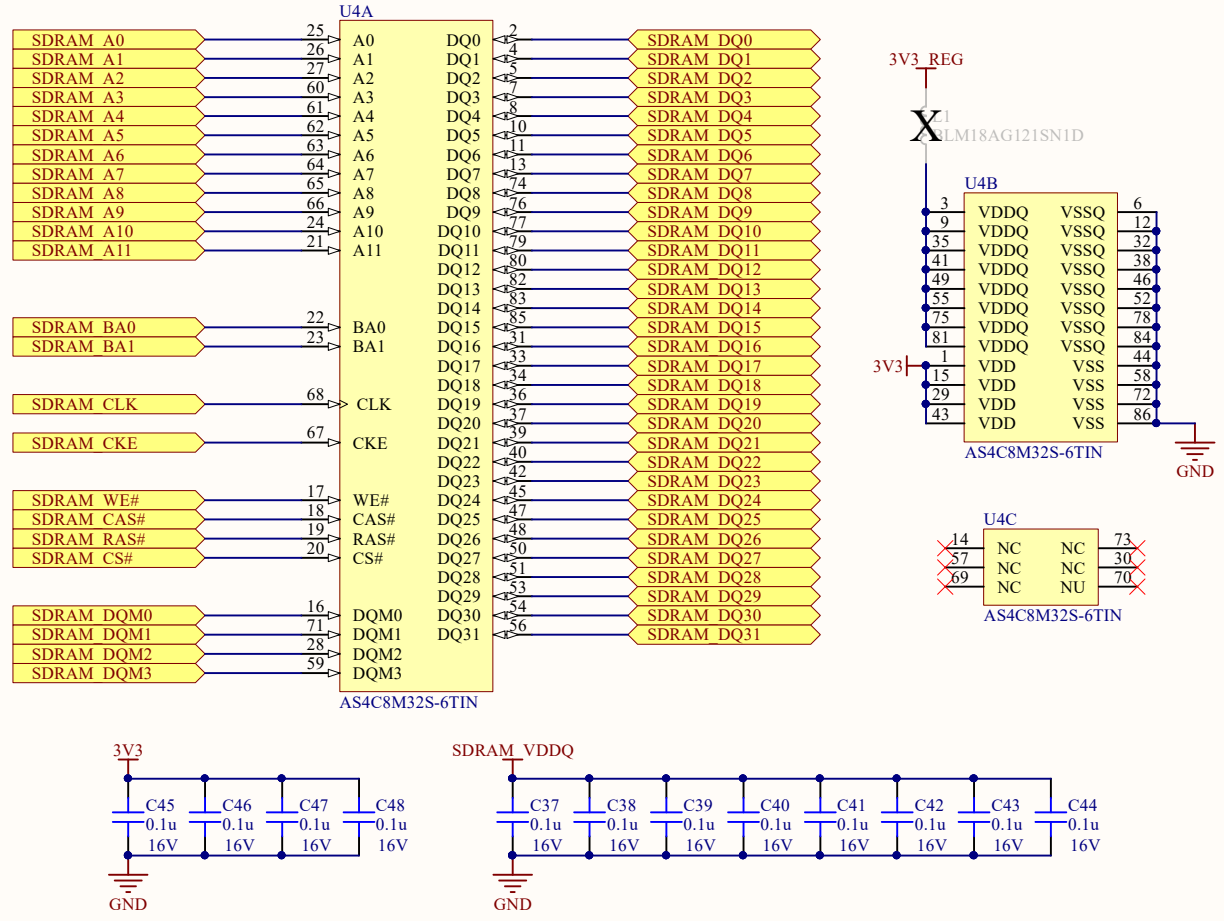 U4A
SDRAM_A0 25 A0 DQ0 2 SDRAM_DQ0
SDRAM_A1 26 A1 DQ1 4 SDRAM_DQ1
SDRAM_A2 27 A2 DQ2 5 SDRAM_DQ2
SDRAM_A3 60 A3 DQ3 7 SDRAM_DQ3
SDRAM_A4 61 A4 DQ4 8 SDRAM_DQ4
SDRAM_A5 62 A5 DQ5 10 SDRAM_DQ5
SDRAM_A6 63 A6 DQ6 11 SDRAM_DQ6
SDRAM_A7 64 A7 DQ7 13 SDRAM_DQ7
SDRAM_A8 65 A8 DQ8 74 SDRAM_DQ8
SDRAM_A9 66 A9 DQ9 76 SDRAM_DQ9
SDRAM_A10 24 A10 DQ10 77 SDRAM_DQ10
SDRAM_A11 21 A11 DQ11 79 SDRAM_DQ11
DQ12 80 SDRAM_DQ12
DQ13 82 SDRAM_DQ13
DQ14 83 SDRAM_DQ14
SDRAM_BA0 22 BA0 DQ15 85 SDRAM_DQ15
SDRAM_BA1 23 BA1 DQ16 31 SDRAM_DQ16
DQ17 33 SDRAM_DQ17
DQ18 34 SDRAM_DQ18
SDRAM_CLK 68 CLK DQ19 36 SDRAM_DQ19
DQ20 37 SDRAM_DQ20
SDRAM_CKE 67 CKE DQ21 39 SDRAM_DQ21
DQ22 40 SDRAM_DQ22
DQ23 42 SDRAM_DQ23
SDRAM_WE# 17 WE# DQ24 45 SDRAM_DQ24
SDRAM_CAS# 18 CAS# DQ25 47 SDRAM_DQ25
SDRAM_RAS# 19 RAS# DQ26 48 SDRAM_DQ26
SDRAM_CS# 20 CS# DQ27 50 SDRAM_DQ27
DQ28 51 SDRAM_DQ28
DQ29 53 SDRAM_DQ29
SDRAM_DQM0 16 DQM0 DQ30 54 SDRAM_DQ30
SDRAM_DQM1 71 DQM1 DQ31 56 SDRAM_DQ31
SDRAM_DQM2 28 DQM2
SDRAM_DQM3 59 DQM3
AS4C8M32S-6TIN
3V3_REG
BLM18AG121SN1D
U4B
3 VDDQ VSSQ 6
9 VDDQ VSSQ 12
35 VDDQ VSSQ 32
41 VDDQ VSSQ 38
49 VDDQ VSSQ 46
55 VDDQ VSSQ 52
75 VDDQ VSSQ 78
81 VDDQ VSSQ 84
3V3 1 VDD VSS 44
15 VDD VSS 58
29 VDD VSS 72
43 VDD VSS 86
AS4C8M32S-6TIN
GND
U4C
14 NC NC 73
57 NC NC 30
69 NC NU 70
AS4C8M32S-6TIN
3V3
C45 C46 C47 C48
0.1u 0.1u 0.1u 0.1u
16V 16V 16V 16V
GND
SDRAM_VDDQ
C37 C38 C39 C40 C41 C42 C43 C44
0.1u 0.1u 0.1u 0.1u 0.1u 0.1u 0.1u 0.1u
16V 16V 16V 16V 16V 16V 16V 16V
GND